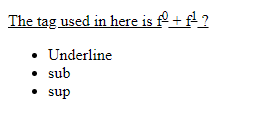 The tag used in here is f⁰ + f¹ ?
• Underline
• sub
• sup